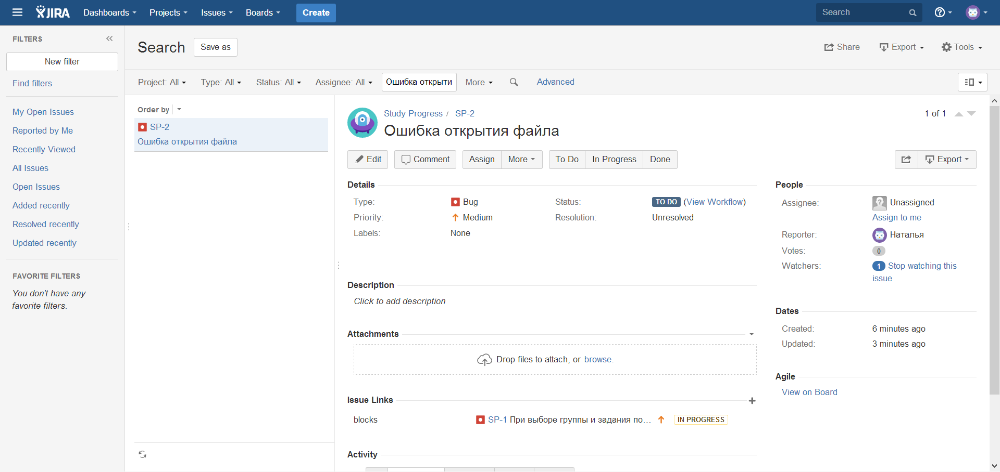 JIRA Dashboards Projects Issues Boards Create Search
FILTERS
New filter
Find filters
My Open Issues
Reported by Me
Recently Viewed
All Issues
Open Issues
Added recently
Resolved recently
Updated recently
FAVORITE FILTERS
You don't have any
favorite filters.
Search Save as Share Export Tools
Project: All Type: All Status: All Assignee: All Ошибка открыти More Advanced
Order by
SP-2
Ошибка открытия файла
Study Progress / SP-2 1 of 1
Ошибка открытия файла
Edit Comment Assign More To Do In Progress Done Export
Details
Type: Bug Status: TO DO (View Workflow)
Priority: Medium Resolution: Unresolved
Labels: None
Description
Click to add description
Attachments
Drop files to attach, or browse.
Issue Links
blocks SP-1 При выборе группы и задания по… IN PROGRESS
Activity
People
Assignee: ? Unassigned
Assign to me
Reporter: Наталья
Votes: 0
Watchers: 1 Stop watching this
issue
Dates
Created: 6 minutes ago
Updated: 3 minutes ago
Agile
View on Board